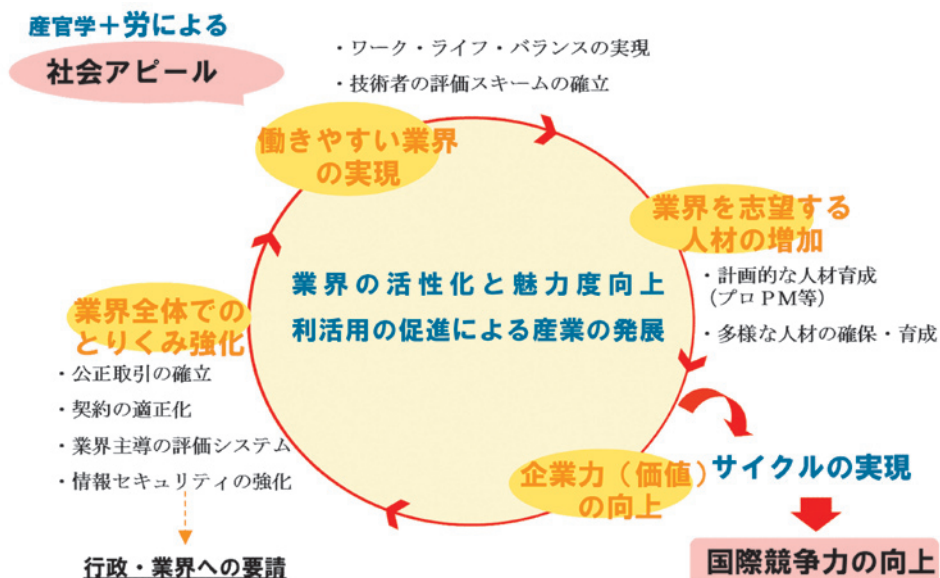 産官学＋労による
社会アピール
・ワーク・ライフ・バランスの実現
・技術者の評価スキームの確立
働きやすい業界
の実現
業界を志望する
人材の増加
・計画的な人材育成
（プロＰＭ等）
・多様な人材の確保・育成
業界の活性化と魅力度向上
利活用の促進による産業の発展
業界全体での
とりくみ強化
・公正取引の確立
・契約の適正化
・業界主導の評価システム
・情報セキュリティの強化
行政・業界への要請
企業力（価値）
の向上
サイクルの実現
国際競争力の向上